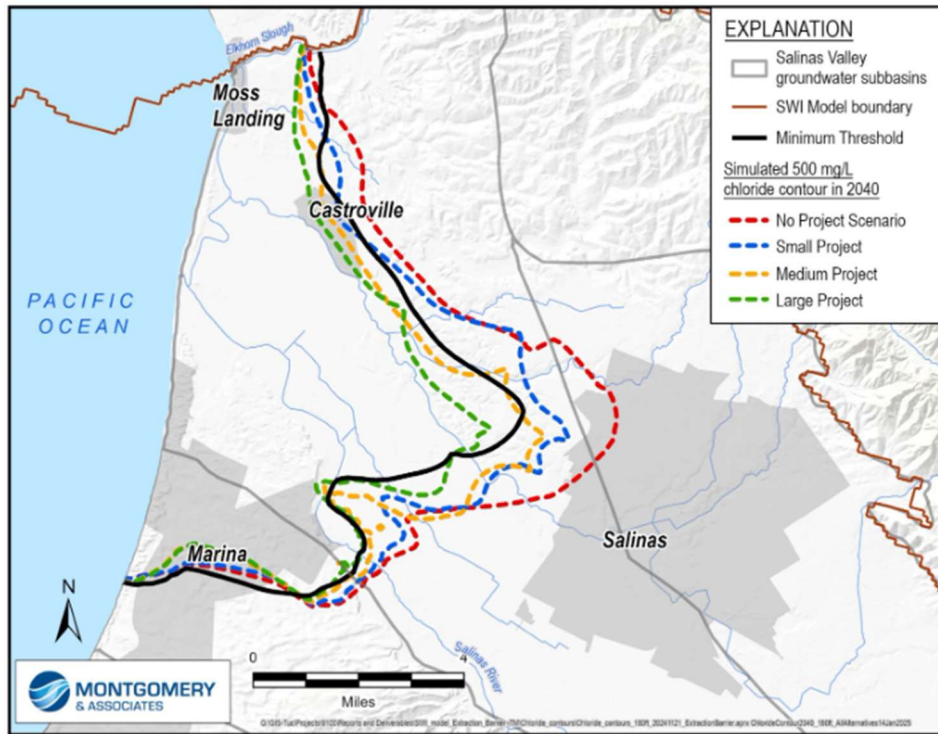 Elkhorn Slough
Moss
Landing
Castroville
PACIFIC
OCEAN
Marina
Salinas
Salinas River
N
0
4
Miles
MONTGOMERY
& ASSOCIATES
EXPLANATION
Salinas Valley
groundwater subbasins
SWI Model boundary
Minimum Threshold
Simulated 500 mg/L
chloride contour in 2040
No Project Scenario
Small Project
Medium Project
Large Project